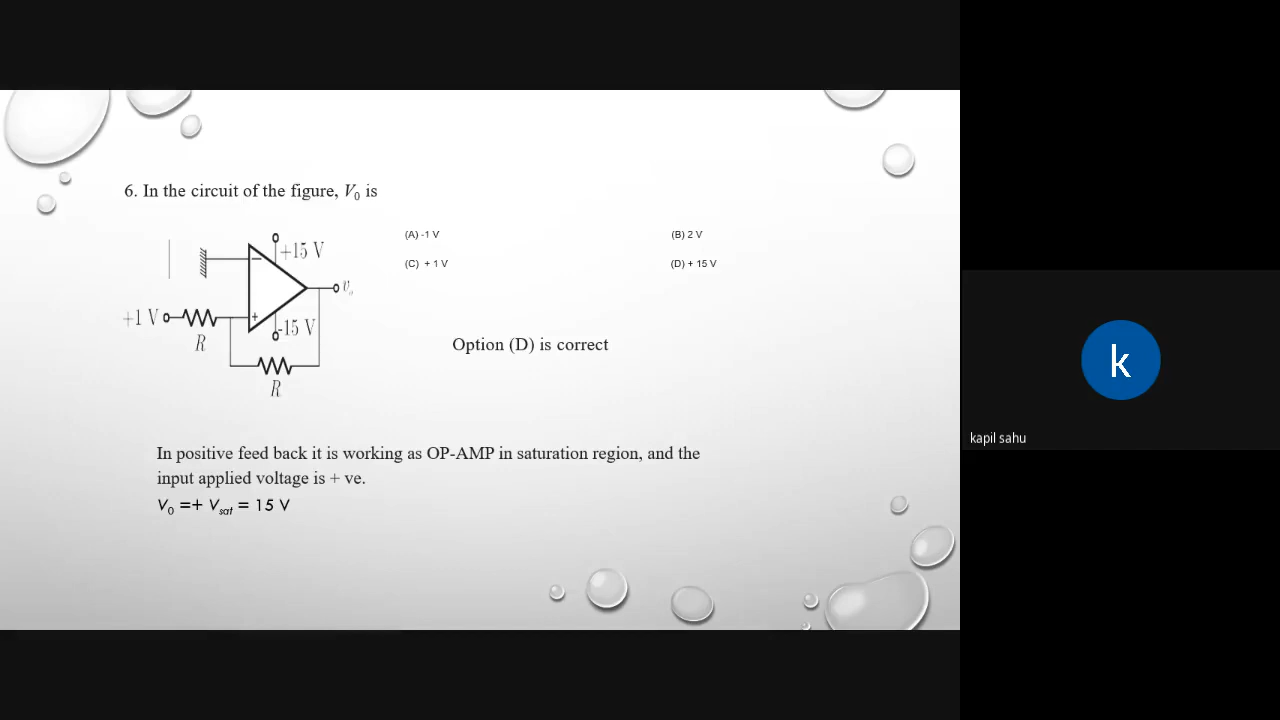 6. In the circuit of the figure, V0 is
(A) -1 V
(B) 2 V
(C) + 1 V
(D) + 15 V
+15 V
−
vo
+1 V
+
-15 V
R
R
Option (D) is correct
In positive feed back it is working as OP-AMP in saturation region, and the
input applied voltage is + ve.
V0 =+ Vsat = 15 V
k
kapil sahu